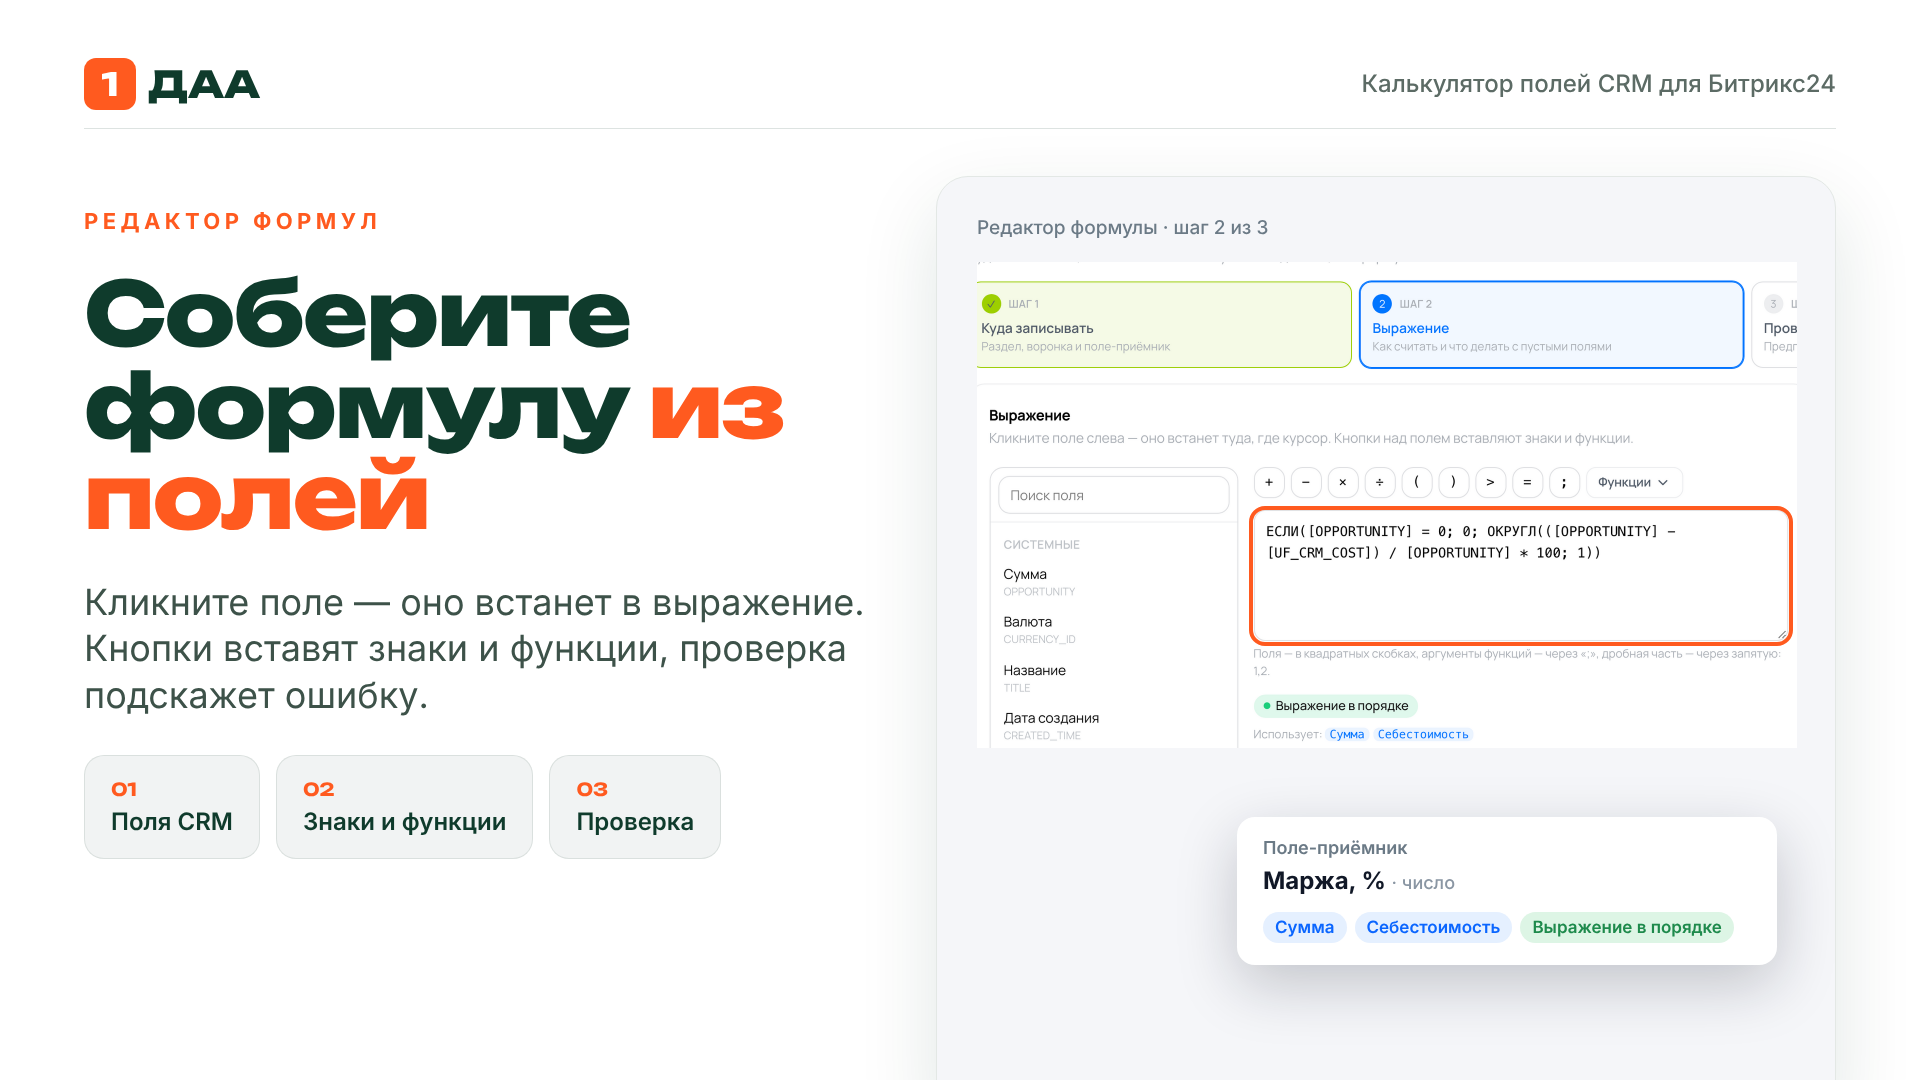 1 ДАА
Калькулятор полей CRM для Битрикс24
РЕДАКТОР ФОРМУЛ
Соберите
формулу из
полей
Кликните поле — оно встанет в выражение.
Кнопки вставят знаки и функции, проверка
подскажет ошибку.
01
Поля CRM
02
Знаки и функции
03
Проверка
Редактор формулы · шаг 2 из 3
ШАГ 1
Куда записывать
Раздел, воронка и поле-приёмник
2 ШАГ 2
Выражение
Как считать и что делать с пустыми полями
3
Выражение
Кликните поле слева — оно встанет туда, где курсор. Кнопки над полем вставляют знаки и функции.
Поиск поля
СИСТЕМНЫЕ
Сумма
OPPORTUNITY
Валюта
CURRENCY_ID
Название
TITLE
Дата создания
CREATED_TIME
+ − × ÷ ( ) > = ; Функции
ЕСЛИ([OPPORTUNITY] = 0; 0; ОКРУГЛ(([OPPORTUNITY] −
[UF_CRM_COST]) / [OPPORTUNITY] * 100; 1))
Поля — в квадратных скобках, аргументы функций — через «;», дробная часть — через запятую:
1,2.
Выражение в порядке
Использует: Сумма Себестоимость
Поле-приёмник
Маржа, % · число
Сумма Себестоимость Выражение в порядке